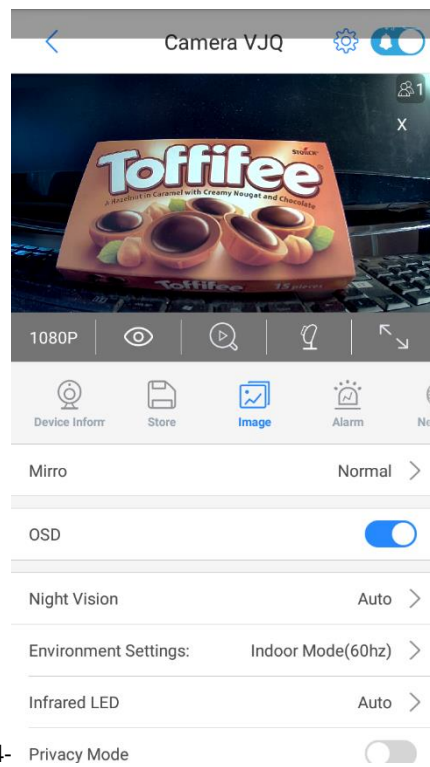 Camera VJQ
1
X
STORCK
Toffifee
A Hazelnut in Caramel with Creamy Nougat and Chocolate
Toffifee 15 pieces
1080P
Device Inform
Store
Image
Alarm
Ne
Mirro Normal
OSD
Night Vision Auto
Environment Settings: Indoor Mode(60hz)
Infrared LED Auto
4- Privacy Mode